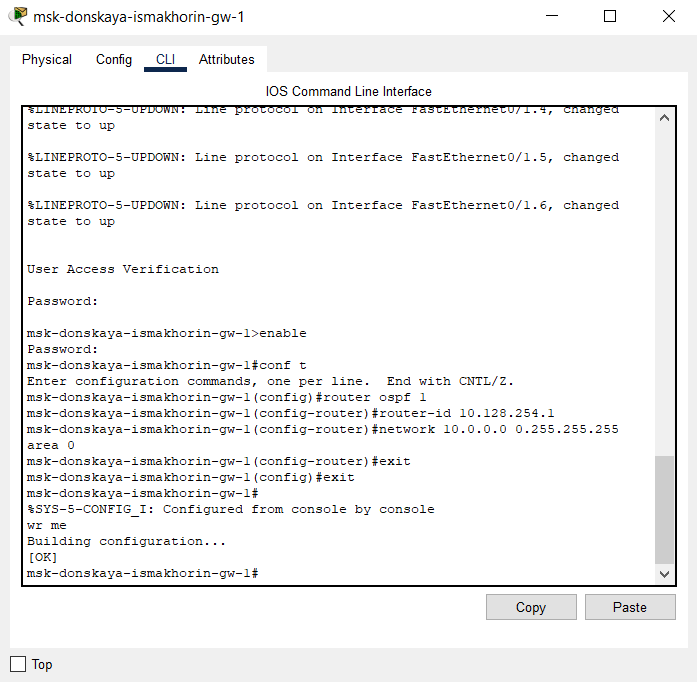 msk-donskaya-ismakhorin-gw-1
Physical Config CLI Attributes
IOS Command Line Interface
%LINEPROTO-5-UPDOWN: Line protocol on Interface FastEthernet0/1.4, changed
state to up
%LINEPROTO-5-UPDOWN: Line protocol on Interface FastEthernet0/1.5, changed
state to up
%LINEPROTO-5-UPDOWN: Line protocol on Interface FastEthernet0/1.6, changed
state to up
User Access Verification
Password:
msk-donskaya-ismakhorin-gw-1>enable
Password:
msk-donskaya-ismakhorin-gw-1#conf t
Enter configuration commands, one per line.  End with CNTL/Z.
msk-donskaya-ismakhorin-gw-1(config)#router ospf 1
msk-donskaya-ismakhorin-gw-1(config-router)#router-id 10.128.254.1
msk-donskaya-ismakhorin-gw-1(config-router)#network 10.0.0.0 0.255.255.255
area 0
msk-donskaya-ismakhorin-gw-1(config-router)#exit
msk-donskaya-ismakhorin-gw-1(config)#exit
msk-donskaya-ismakhorin-gw-1#
%SYS-5-CONFIG_I: Configured from console by console
wr me
Building configuration...
[OK]
msk-donskaya-ismakhorin-gw-1#
Copy Paste
Top